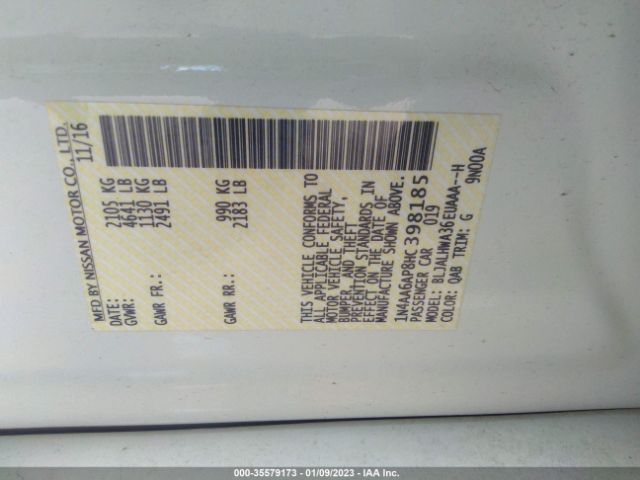 MFD BY NISSAN MOTOR CO., LTD.
DATE: 11/16
GVWR: 2105 KG
4641 LB
GAWR FR.: 1130 KG
2491 LB
GAWR RR.: 990 KG
2183 LB
THIS VEHICLE CONFORMS TO
ALL APPLICABLE FEDERAL
MOTOR VEHICLE SAFETY,
BUMPER, AND THEFT
PREVENTION STANDARDS IN
EFFECT ON THE DATE OF
MANUFACTURE SHOWN ABOVE.
1N4AA6AP8HC398185
PASSENGER CAR 019
MODEL: BLJALHWA36EUAAA--H
COLOR: QAB TRIM: G 9N00A
000-35579173 - 01/09/2023 - IAA Inc.